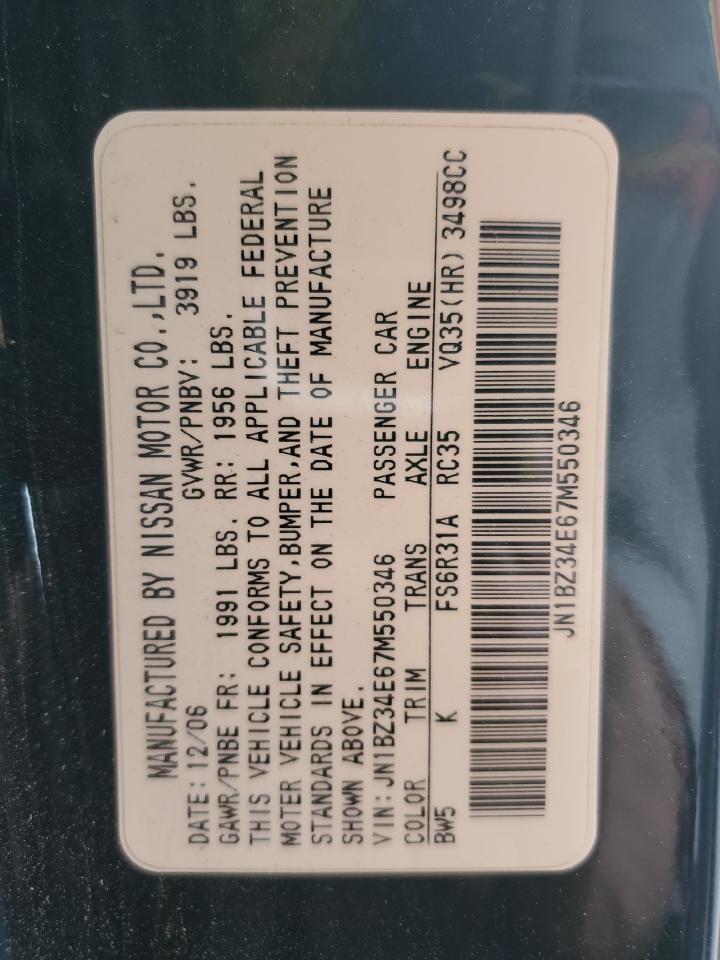 MANUFACTURED BY NISSAN MOTOR CO.,LTD.
DATE: 12/06 GVWR/PNBV: 3919 LBS.
GAWR/PNBE FR: 1991 LBS. RR: 1956 LBS.
THIS VEHICLE CONFORMS TO ALL APPLICABLE FEDERAL
MOTER VEHICLE SAFETY,BUMPER,AND THEFT PREVENTION
STANDARDS IN EFFECT ON THE DATE OF MANUFACTURE
SHOWN ABOVE.
VIN: JN1BZ34E67M550346 PASSENGER CAR
COLOR TRIM TRANS AXLE ENGINE
BW5 K FS6R31A RC35 VQ35(HR) 3498CC
JN1BZ34E67M550346